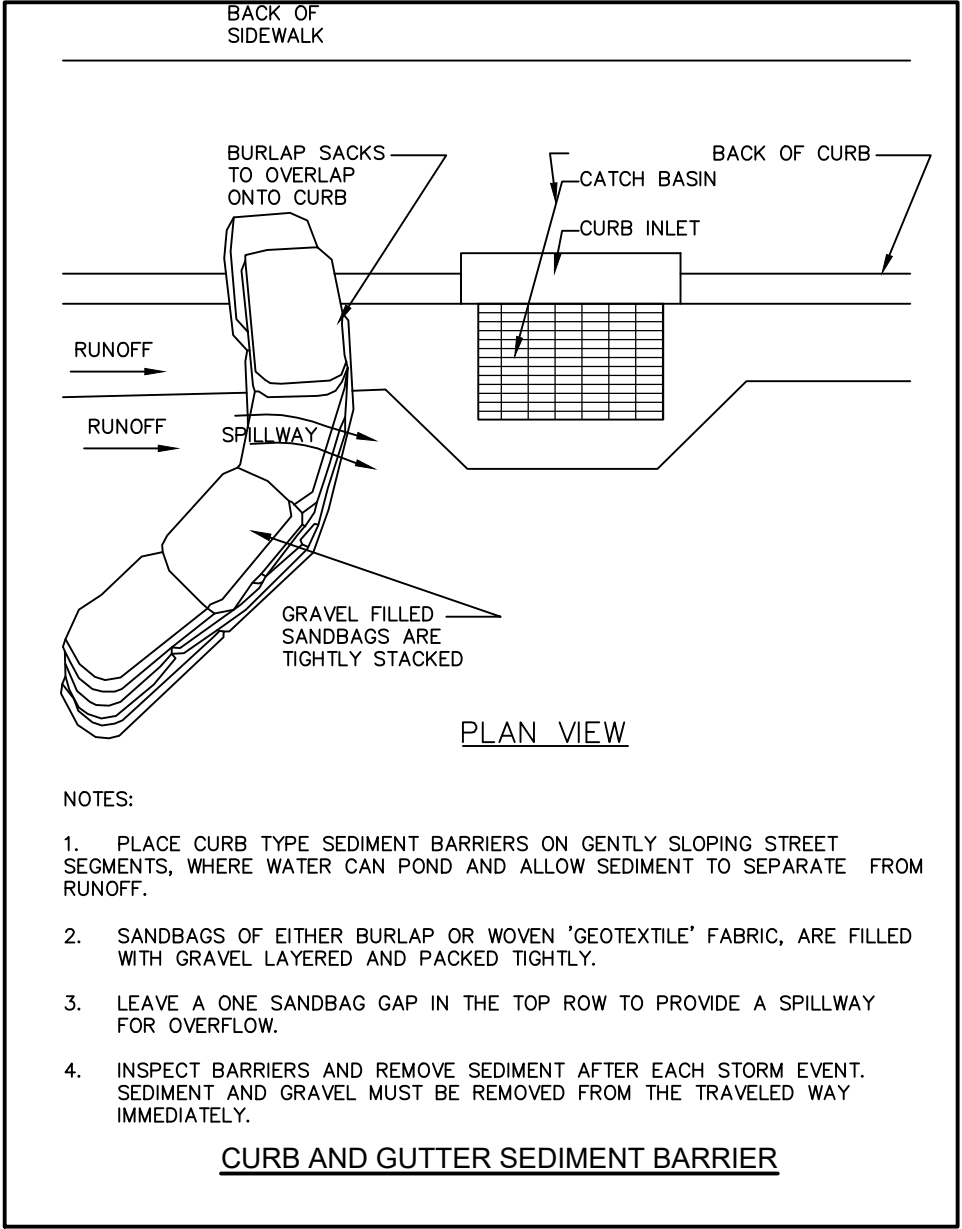 BACK OF
SIDEWALK
BURLAP SACKS
TO OVERLAP
ONTO CURB
BACK OF CURB
CATCH BASIN
CURB INLET
RUNOFF
RUNOFF
SPILLWAY
GRAVEL FILLED
SANDBAGS ARE
TIGHTLY STACKED
PLAN VIEW
NOTES:
1. PLACE CURB TYPE SEDIMENT BARRIERS ON GENTLY SLOPING STREET
SEGMENTS, WHERE WATER CAN POND AND ALLOW SEDIMENT TO SEPARATE FROM
RUNOFF.
2. SANDBAGS OF EITHER BURLAP OR WOVEN 'GEOTEXTILE' FABRIC, ARE FILLED
WITH GRAVEL LAYERED AND PACKED TIGHTLY.
3. LEAVE A ONE SANDBAG GAP IN THE TOP ROW TO PROVIDE A SPILLWAY
FOR OVERFLOW.
4. INSPECT BARRIERS AND REMOVE SEDIMENT AFTER EACH STORM EVENT.
SEDIMENT AND GRAVEL MUST BE REMOVED FROM THE TRAVELED WAY
IMMEDIATELY.
CURB AND GUTTER SEDIMENT BARRIER